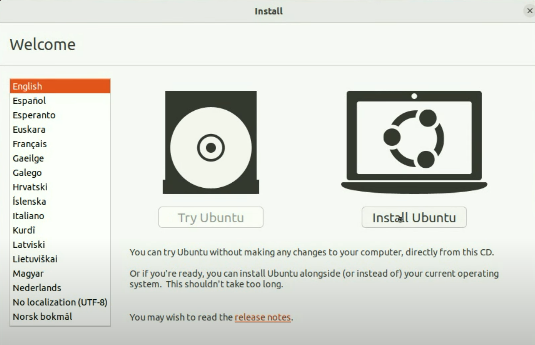 Install
Welcome
English
Español
Esperanto
Euskara
Français
Gaeilge
Galego
Hrvatski
Íslenska
Italiano
Kurdî
Latviski
Lietuviškai
Magyar
Nederlands
No localization (UTF-8)
Norsk bokmål
Try Ubuntu
Install Ubuntu
You can try Ubuntu without making any changes to your computer, directly from this CD.
Or if you're ready, you can install Ubuntu alongside (or instead of) your current operating
system. This shouldn't take too long.
You may wish to read the release notes.